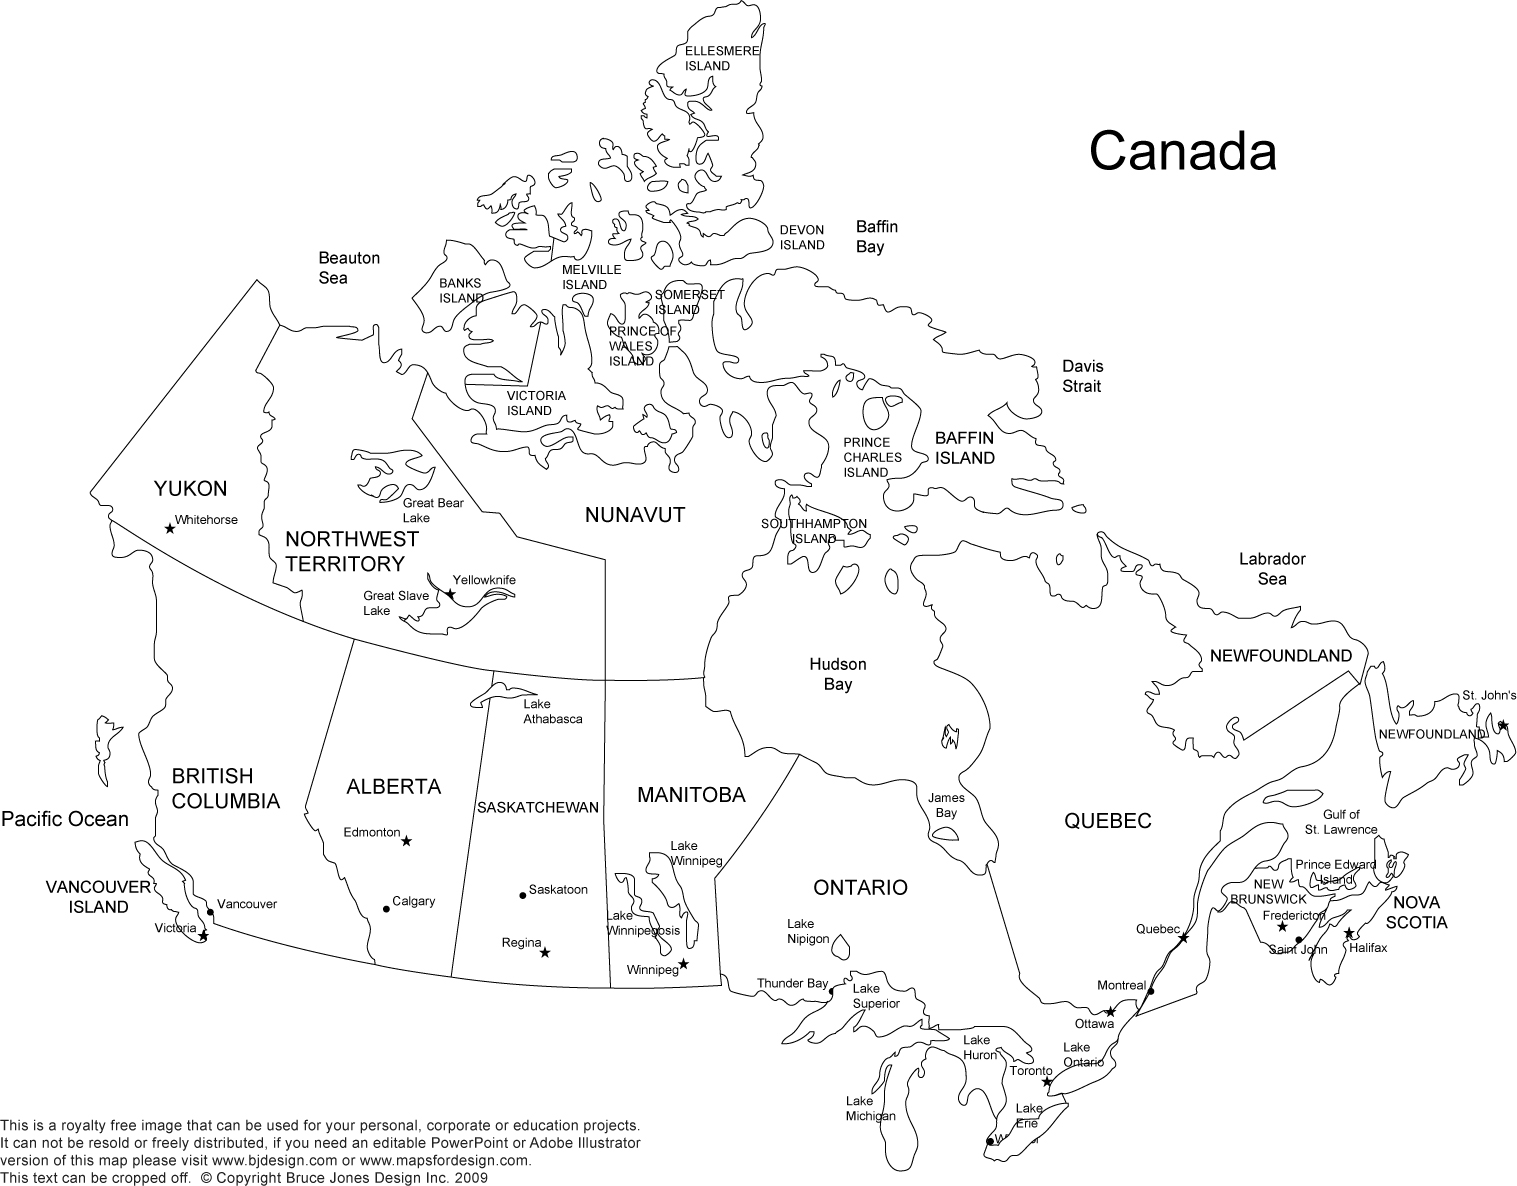 Canada
ELLESMERE
ISLAND
DEVON
ISLAND
Baffin
Bay
Beauton
Sea
BANKS
ISLAND
MELVILLE
ISLAND
SOMERSET
ISLAND
PRINCE OF
WALES
ISLAND
VICTORIA
ISLAND
Davis
Strait
PRINCE
CHARLES
ISLAND
BAFFIN
ISLAND
YUKON
Whitehorse
Great Bear
Lake
NORTHWEST
TERRITORY
NUNAVUT
SOUTHHAMPTON
ISLAND
Yellowknife
Great Slave
Lake
Labrador
Sea
Hudson
Bay
NEWFOUNDLAND
St. John's
NEWFOUNDLAND
Lake
Athabasca
BRITISH
COLUMBIA
ALBERTA
SASKATCHEWAN
MANITOBA
Pacific Ocean
Edmonton
James
Bay
QUEBEC
Gulf of
St. Lawrence
Lake
Winnipeg
VANCOUVER
ISLAND
Vancouver
Victoria
Calgary
Saskatoon
Regina
Lake
Winnipegosis
Winnipeg
ONTARIO
Prince Edward
Island
NEW
BRUNSWICK
Fredericton
NOVA
SCOTIA
Saint John
Halifax
Lake
Nipigon
Quebec
Thunder Bay
Lake
Superior
Montreal
Ottawa
Lake
Huron
Lake
Ontario
Toronto
Lake
Michigan
Lake
Erie
This is a royalty free image that can be used for your personal, corporate or education projects.
It can not be resold or freely distributed, if you need an editable PowerPoint or Adobe Illustrator
version of this map please visit www.bjdesign.com or www.mapsfordesign.com.
This text can be cropped off. © Copyright Bruce Jones Design Inc. 2009